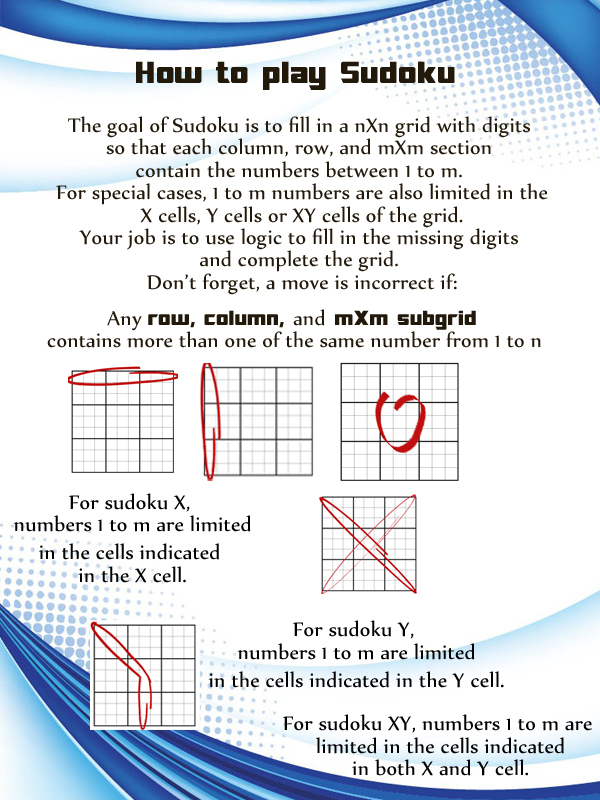 How to play Sudoku
The goal of Sudoku is to fill in a nXn grid with digits
so that each column, row, and mXm section
contain the numbers between 1 to m.
For special cases, 1 to m numbers are also limited in the
X cells, Y cells or XY cells of the grid.
Your job is to use logic to fill in the missing digits
and complete the grid.
Don't forget, a move is incorrect if:
Any row, column, and mXm subgrid
contains more than one of the same number from 1 to n
For sudoku X,
numbers 1 to m are limited
in the cells indicated
in the X cell.
For sudoku Y,
numbers 1 to m are limited
in the cells indicated in the Y cell.
For sudoku XY, numbers 1 to m are
limited in the cells indicated
in both X and Y cell.